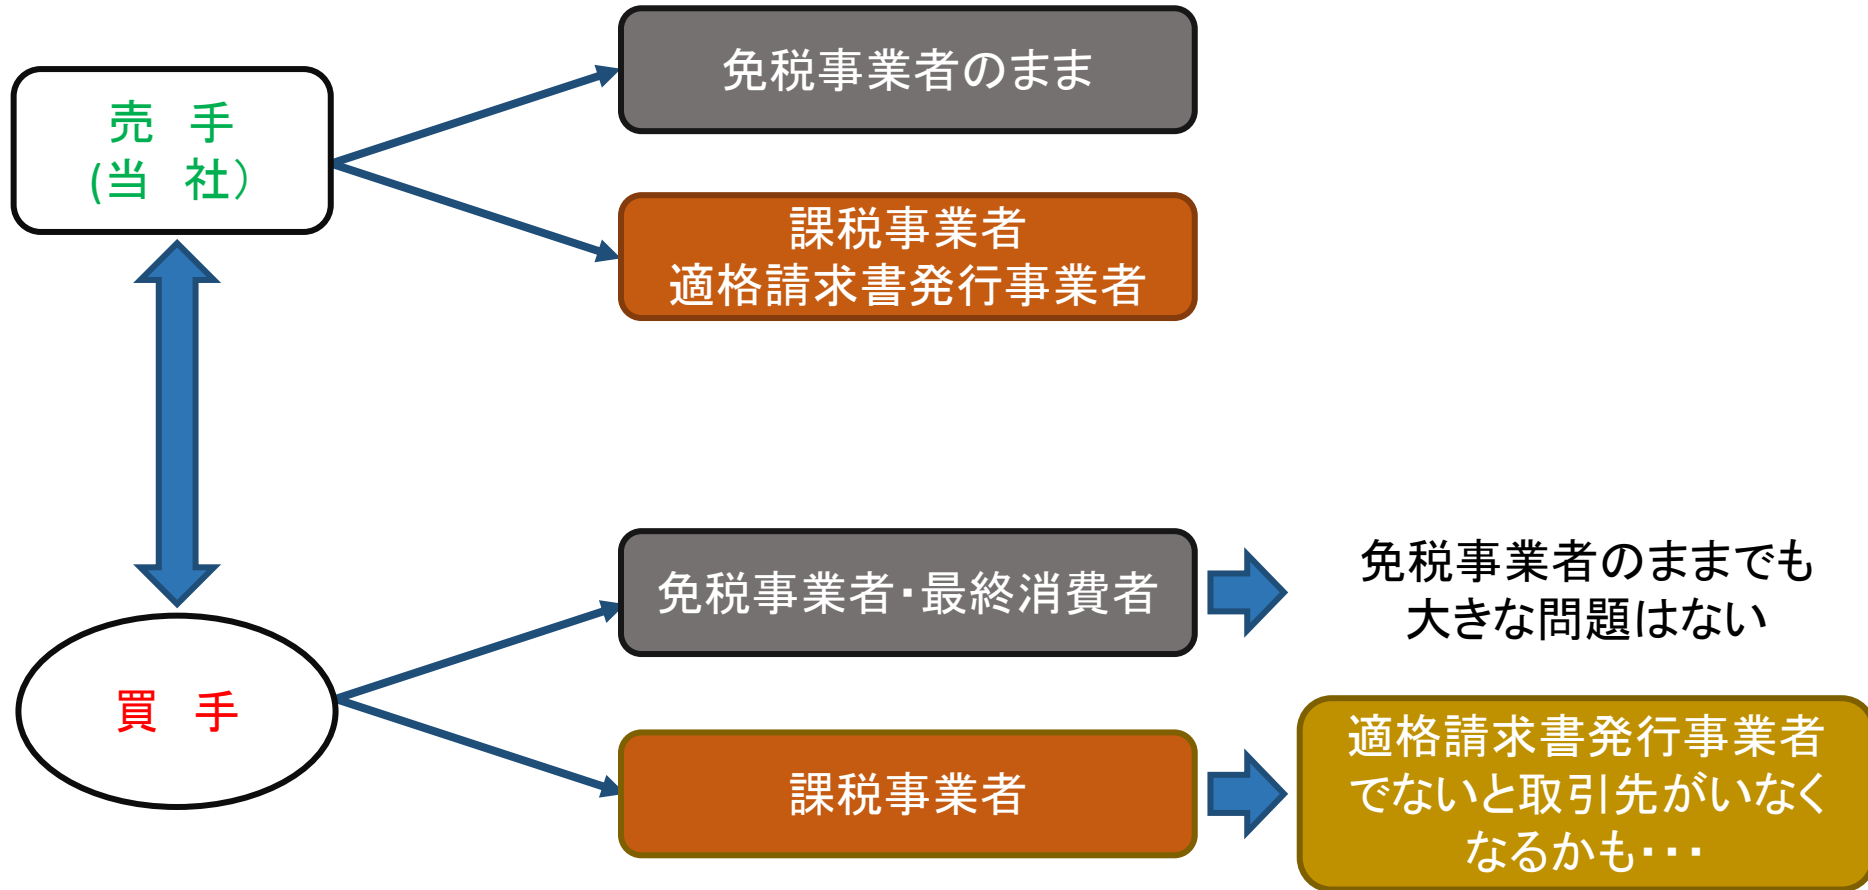 免税事業者のまま
売　手
(当　社）
課税事業者
適格請求書発行事業者
免税事業者・最終消費者
免税事業者のままでも
大きな問題はない
買　手
課税事業者
適格請求書発行事業者
でないと取引先がいなく
なるかも・・・